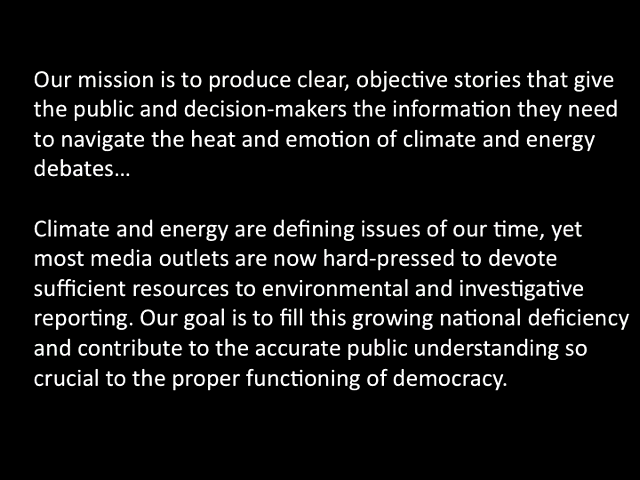 Our mission is to produce clear, objective stories that give
the public and decision-makers the information they need
to navigate the heat and emotion of climate and energy
debates…
Climate and energy are defining issues of our time, yet
most media outlets are now hard-pressed to devote
sufficient resources to environmental and investigative
reporting. Our goal is to fill this growing national deficiency
and contribute to the accurate public understanding so
crucial to the proper functioning of democracy.